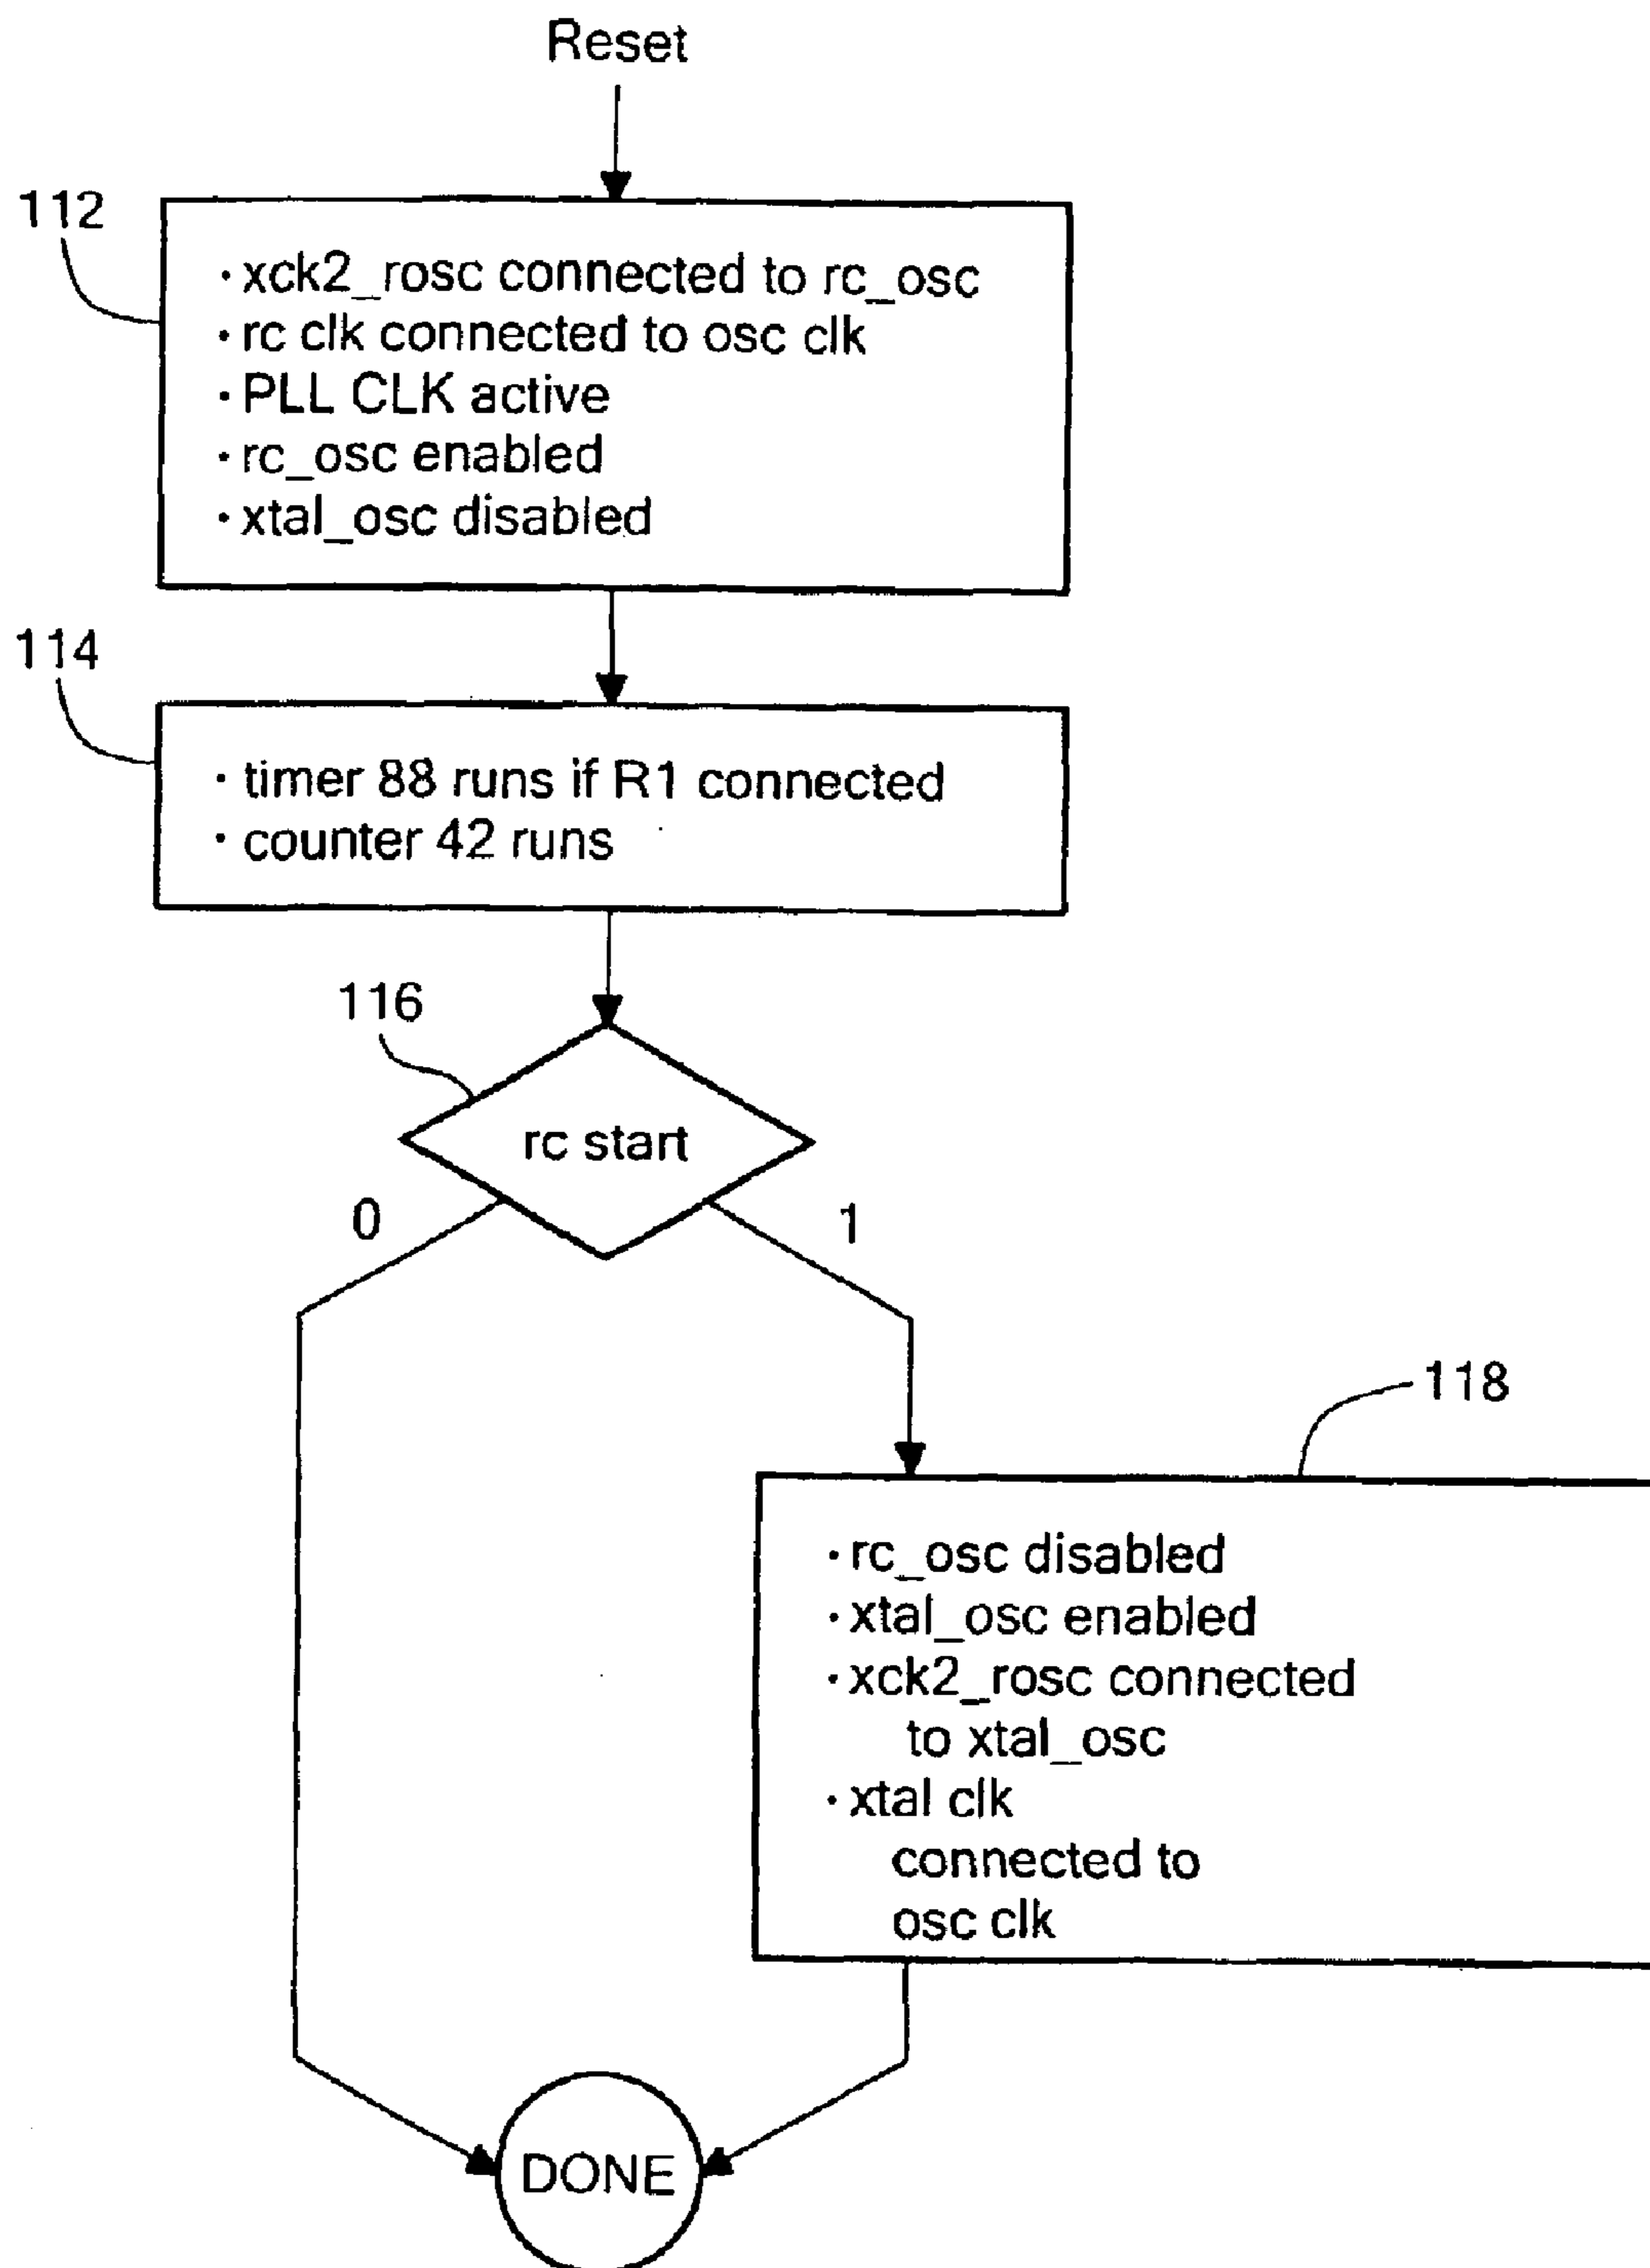 Reset
112
· xck2_rosc connected to rc_osc
· rc clk connected to osc clk
· PLL CLK active
· rc_osc enabled
· xtal_osc disabled
114
· timer 88 runs if R1 connected
· counter 42 runs
116
rc start
0
1
118
· rc_osc disabled
· xtal_osc enabled
· xck2_rosc connected
to xtal_osc
· xtal clk
connected to
osc clk
DONE